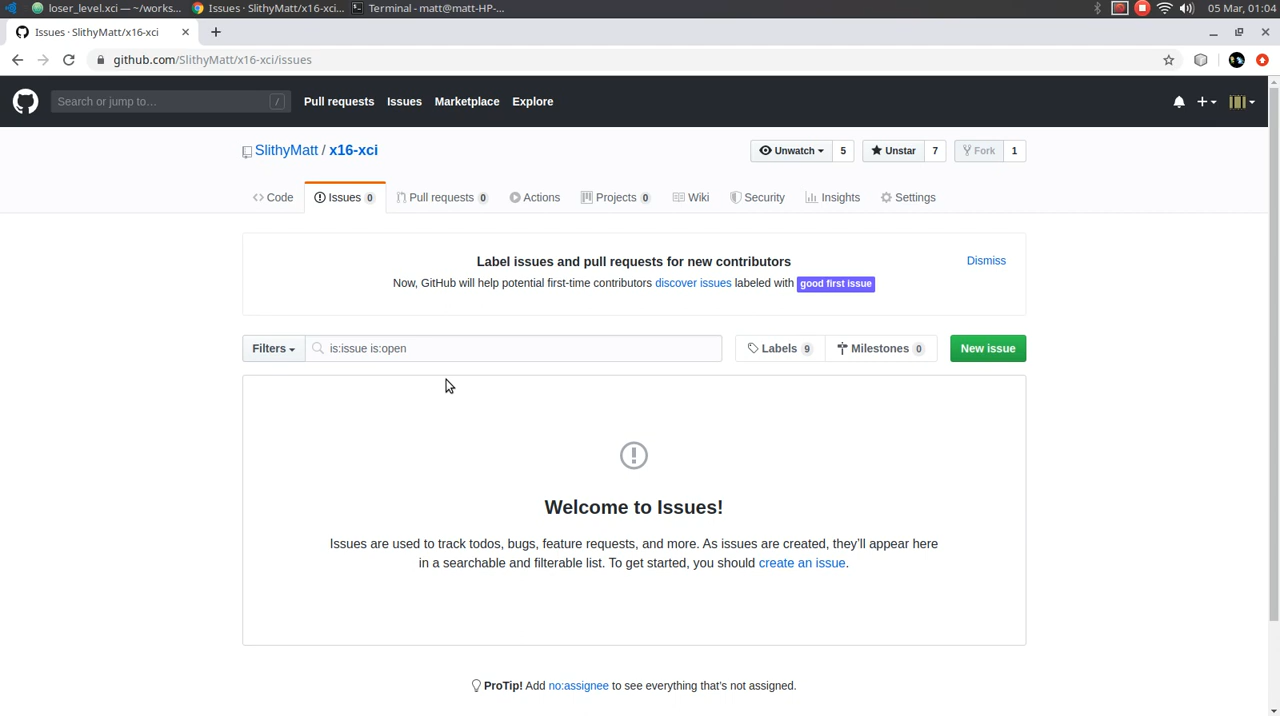 loser_level.xci — ~/works...
Issues · SlithyMatt/x16-xci...
Terminal - matt@matt-HP-...
05 Mar, 01:04
Issues · SlithyMatt/x16-xci
github.com/SlithyMatt/x16-xci/issues
Search or jump to…
/
Pull requests
Issues
Marketplace
Explore
SlithyMatt / x16-xci
Unwatch 5
Unstar 7
Fork 1
Code
Issues 0
Pull requests 0
Actions
Projects 0
Wiki
Security
Insights
Settings
Label issues and pull requests for new contributors
Dismiss
Now, GitHub will help potential first-time contributors discover issues labeled with good first issue
Filters
is:issue is:open
Labels 9
Milestones 0
New issue
Welcome to Issues!
Issues are used to track todos, bugs, feature requests, and more. As issues are created, they’ll appear here
in a searchable and filterable list. To get started, you should create an issue.
ProTip! Add no:assignee to see everything that’s not assigned.